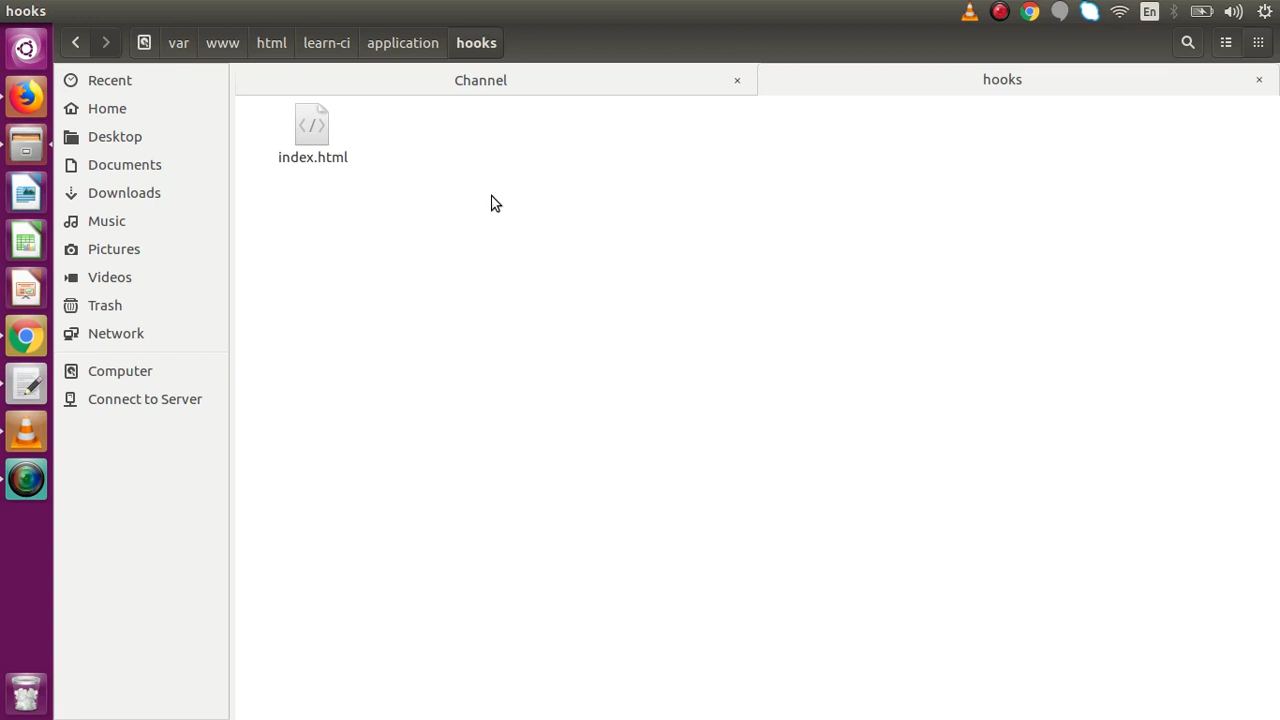 hooks
En
var www html learn-ci application hooks
Channel × hooks ×
index.html
Recent
Home
Desktop
Documents
Downloads
Music
Pictures
Videos
Trash
Network
Computer
Connect to Server